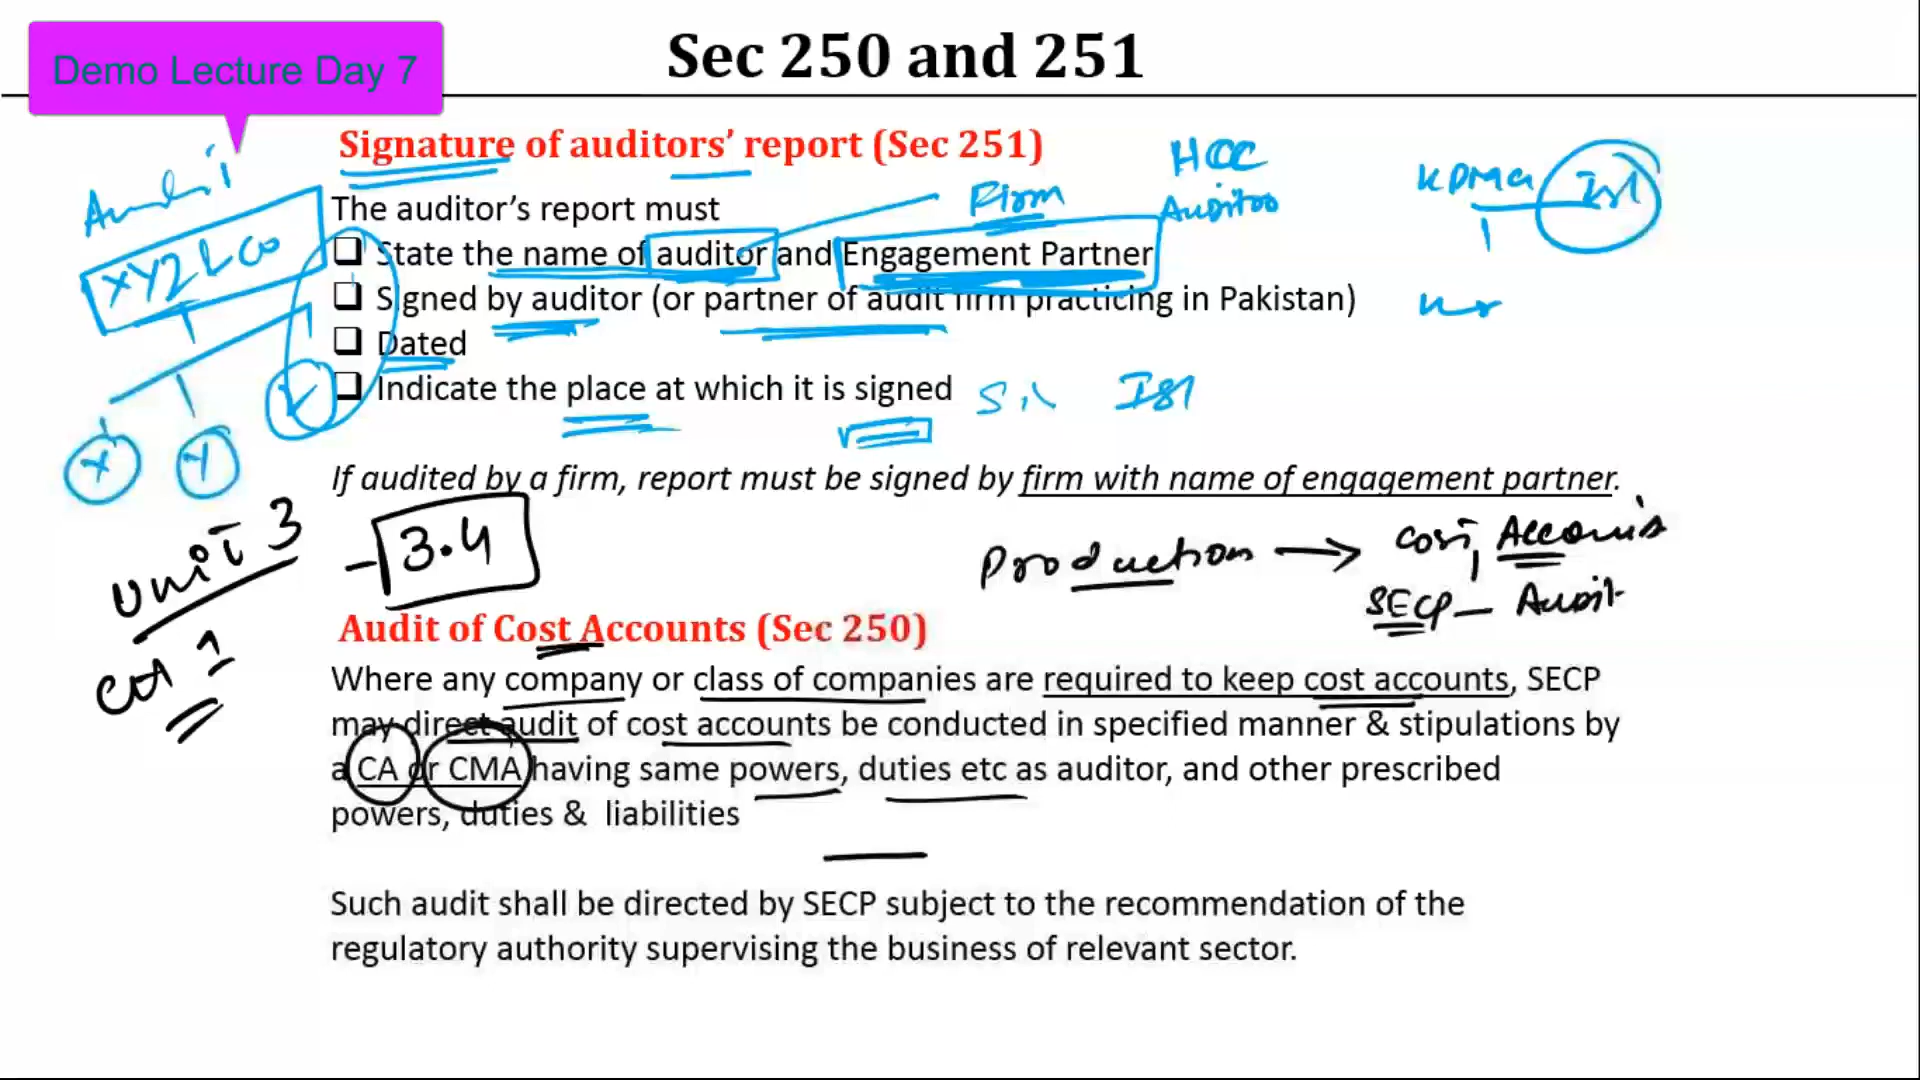 Sec 250 and 251
Demo Lecture Day 7
Signature of auditors’ report (Sec 251)
The auditor’s report must
Firm
KPMG Isl
Audit
XYZ & Co
State the name of auditor and Engagement Partner
Signed by auditor (or partner of audit firm practicing in Pakistan)
Dated
Indicate the place at which it is signed
Isl
X Y
If audited by a firm, report must be signed by firm with name of engagement partner.
Unit 3
- 3.4
Production → Cost Accounts
SECP - Audit
Audit of Cost Accounts (Sec 250)
Where any company or class of companies are required to keep cost accounts, SECP
may direct audit of cost accounts be conducted in specified manner & stipulations by
a CA or CMA having same powers, duties etc as auditor, and other prescribed
powers, duties & liabilities
Such audit shall be directed by SECP subject to the recommendation of the
regulatory authority supervising the business of relevant sector.